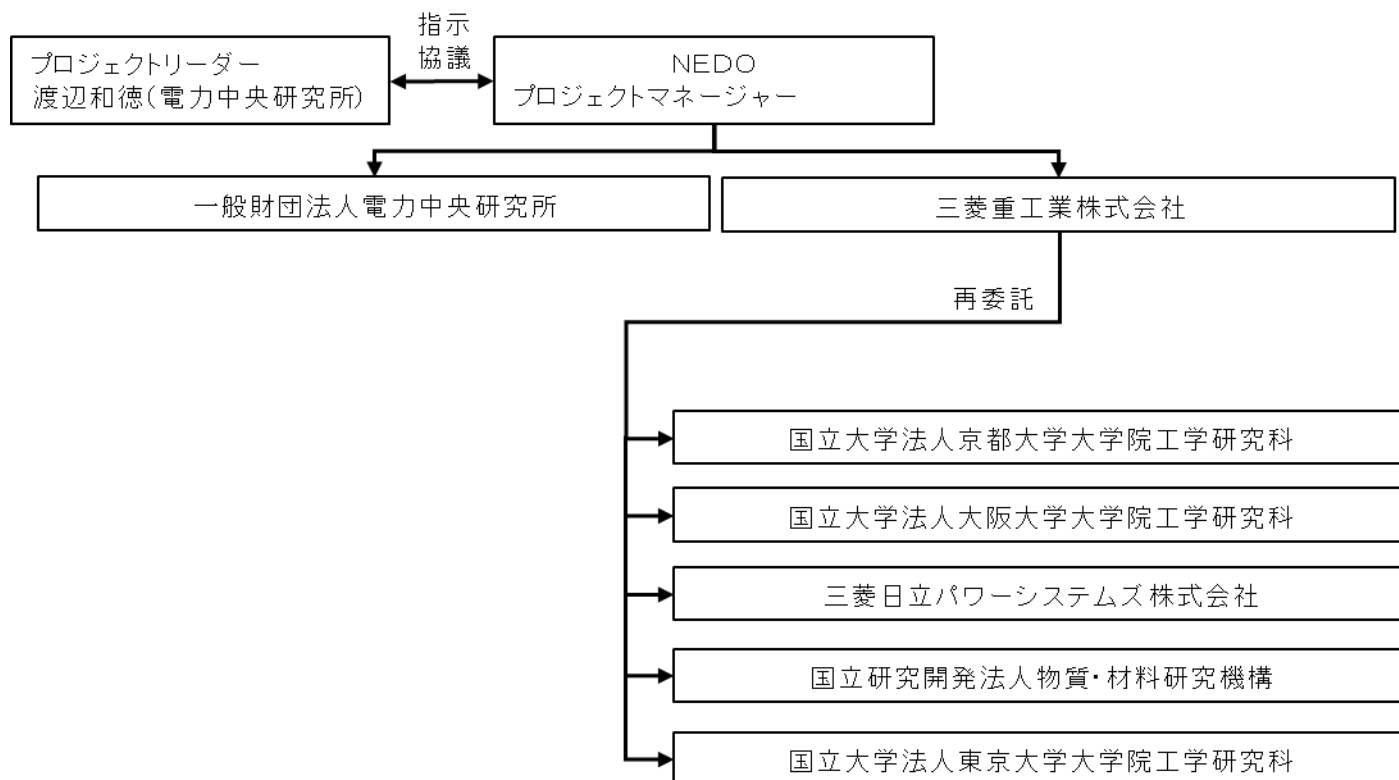 指示
協議
プロジェクトリーダー
渡辺和徳(電力中央研究所)
NEDO
プロジェクトマネージャー
一般財団法人電力中央研究所
三菱重工業株式会社
再委託
国立大学法人京都大学大学院工学研究科
国立大学法人大阪大学大学院工学研究科
三菱日立パワーシステムズ株式会社
国立研究開発法人物質・材料研究機構
国立大学法人東京大学大学院工学研究科